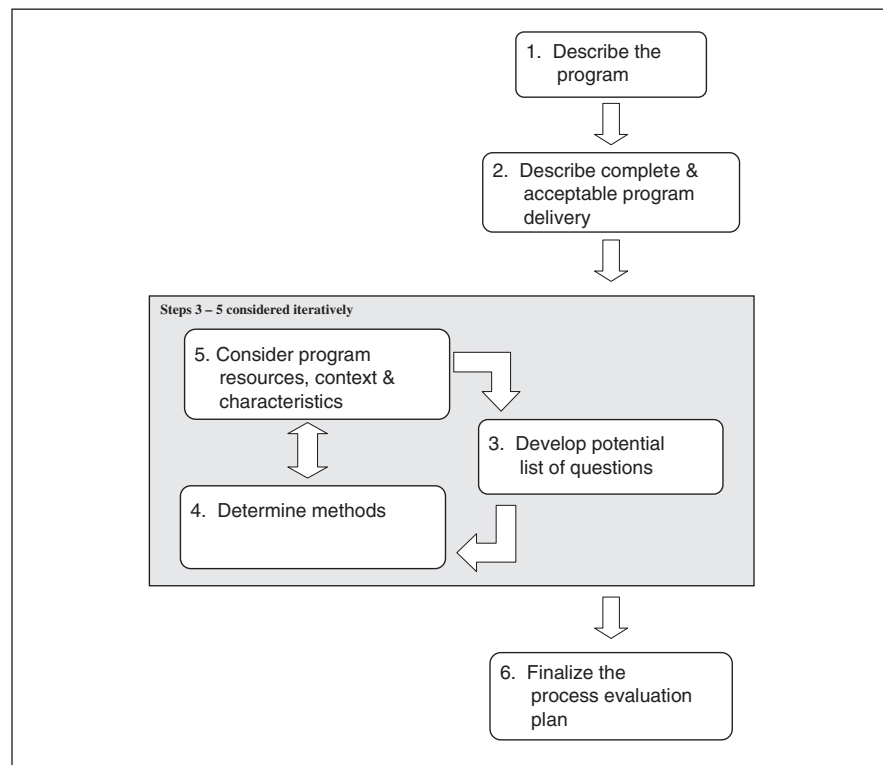 1. Describe the
program
2. Describe complete &
acceptable program
delivery
Steps 3 – 5 considered iteratively
5. Consider program
resources, context &
characteristics
3. Develop potential
list of questions
4. Determine methods
6. Finalize the
process evaluation
plan